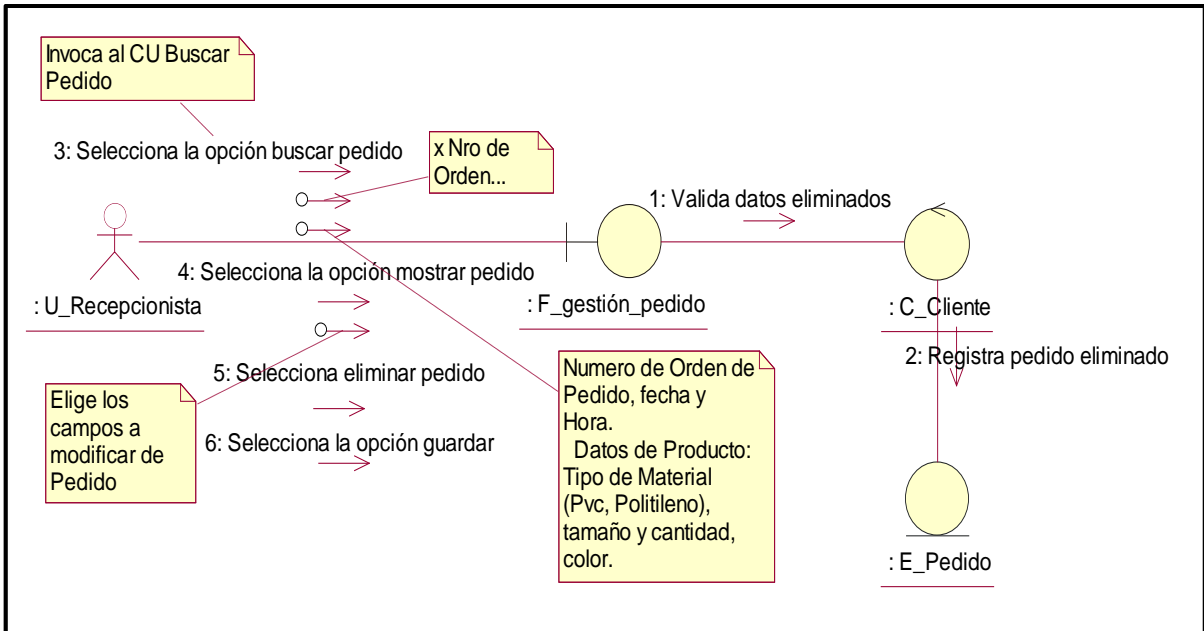 Invoca al CU Buscar
Pedido
3: Selecciona la opción buscar pedido
x Nro de
Orden...
1: Valida datos eliminados
4: Selecciona la opción mostrar pedido
: U_Recepcionista
: F_gestión_pedido
: C_Cliente
2: Registra pedido eliminado
5: Selecciona eliminar pedido
Elige los
campos a
modificar de
Pedido
6: Selecciona la opción guardar
Numero de Orden de
Pedido, fecha y
Hora.
Datos de Producto:
Tipo de Material
(Pvc, Politileno),
tamaño y cantidad,
color.
: E_Pedido